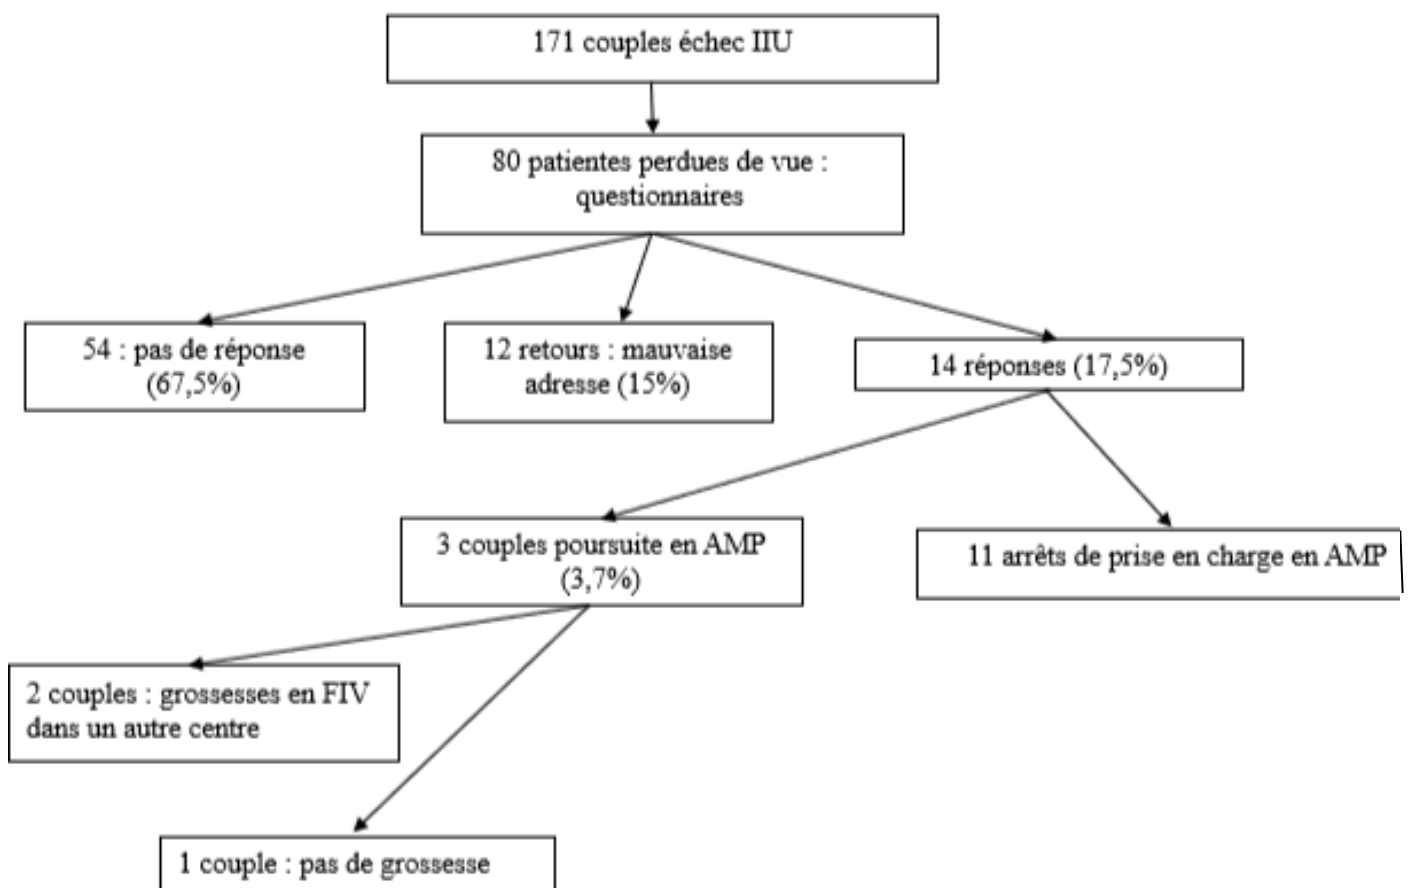 171 couples échec IIU
80 patientes perdues de vue :
questionnaires
54 : pas de réponse
(67,5%)
12 retours : mauvaise
adresse (15%)
14 réponses (17,5%)
3 couples poursuite en AMP
(3,7%)
11 arrêts de prise en charge en AMP
2 couples : grossesses en FIV
dans un autre centre
1 couple : pas de grossesse